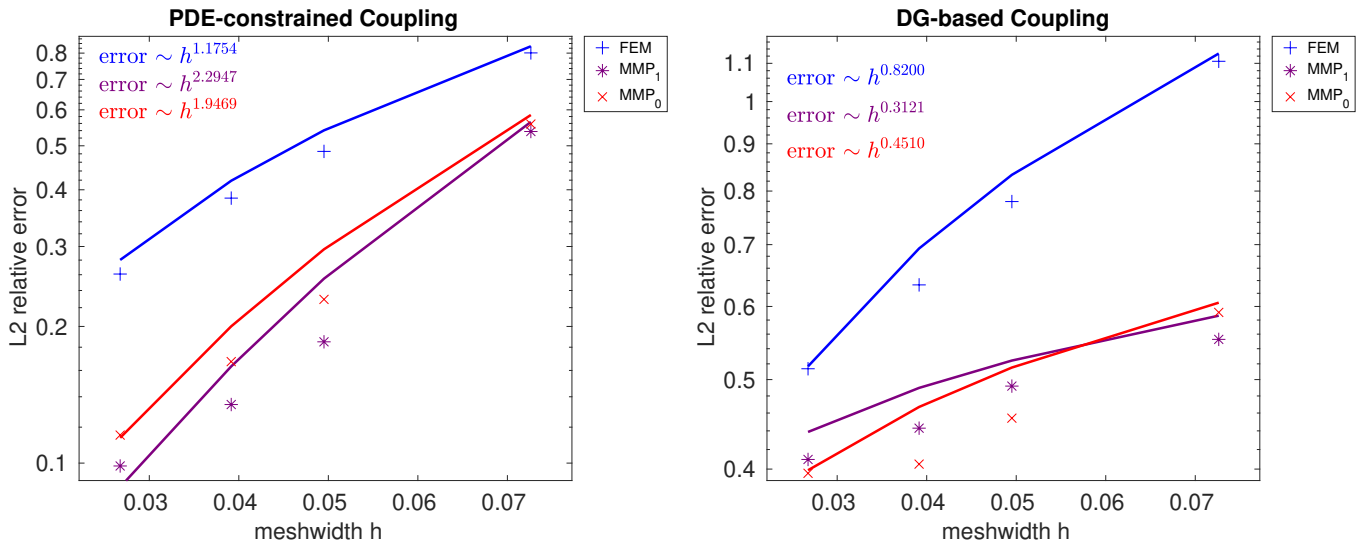 PDE-constrained Coupling
error ∼ h^1.1754
error ∼ h^2.2947
error ∼ h^1.9469
FEM
MMP_1
MMP_0
L2 relative error
0.8
0.7
0.6
0.5
0.4
0.3
0.2
0.1
0.03 0.04 0.05 0.06 0.07
meshwidth h
DG-based Coupling
error ∼ h^0.8200
error ∼ h^0.3121
error ∼ h^0.4510
FEM
MMP_1
MMP_0
L2 relative error
1.1
1
0.9
0.8
0.7
0.6
0.5
0.4
0.03 0.04 0.05 0.06 0.07
meshwidth h